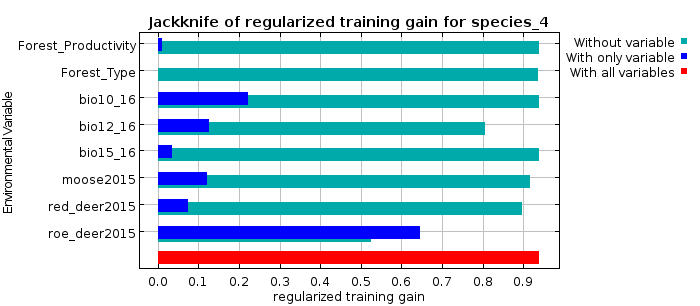 Jackknife of regularized training gain for species_4
Without variable
With only variable
With all variables
Environmental Variable
Forest_Productivity
Forest_Type
bio10_16
bio12_16
bio15_16
moose2015
red_deer2015
roe_deer2015
0.0 0.1 0.2 0.3 0.4 0.5 0.6 0.7 0.8 0.9
regularized training gain